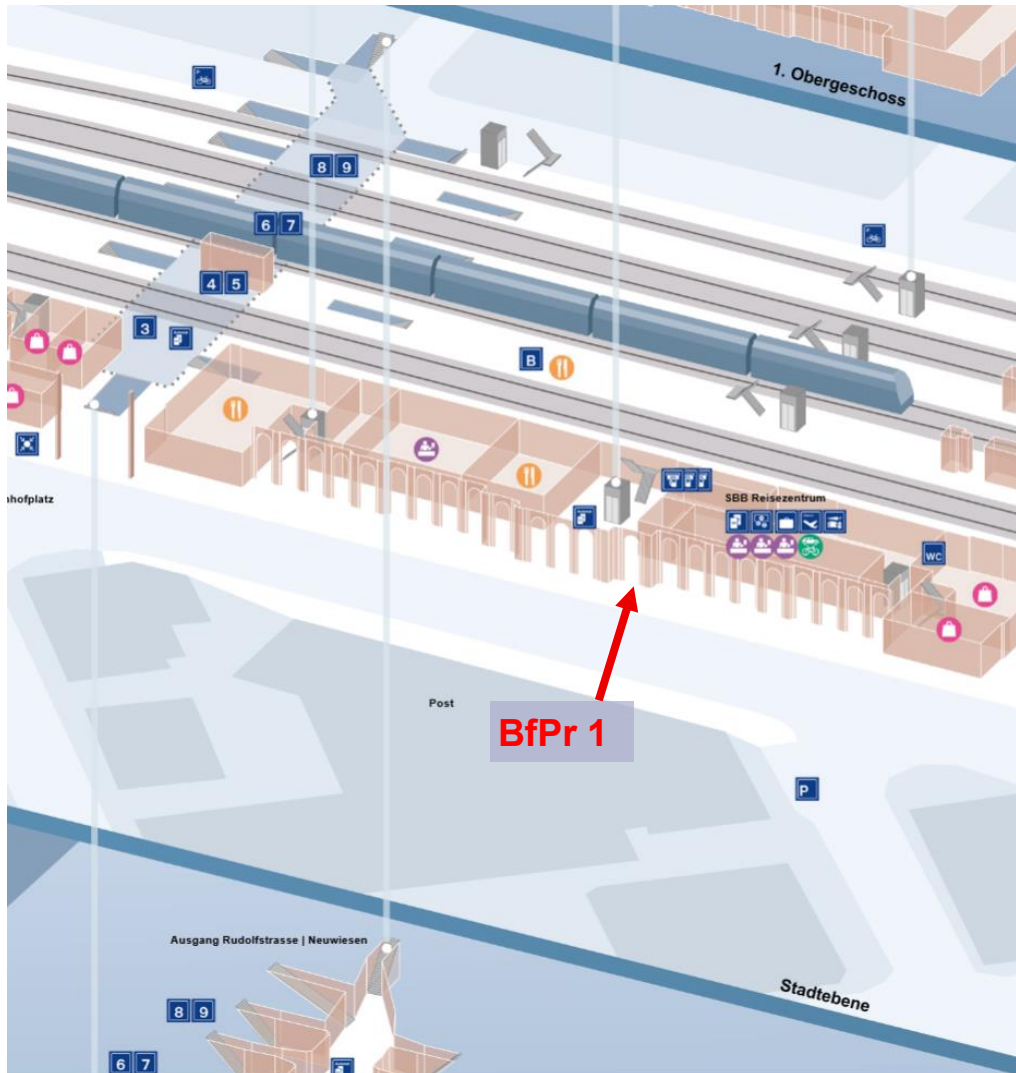 1. Obergeschoss
P
8 9
6 7
P
4 5
3
B
nhofplatz
SBB Reisezentrum
WC
Post
BfPr 1
P
Ausgang Rudolfstrasse | Neuwiesen
Stadtebene
8 9
6 7